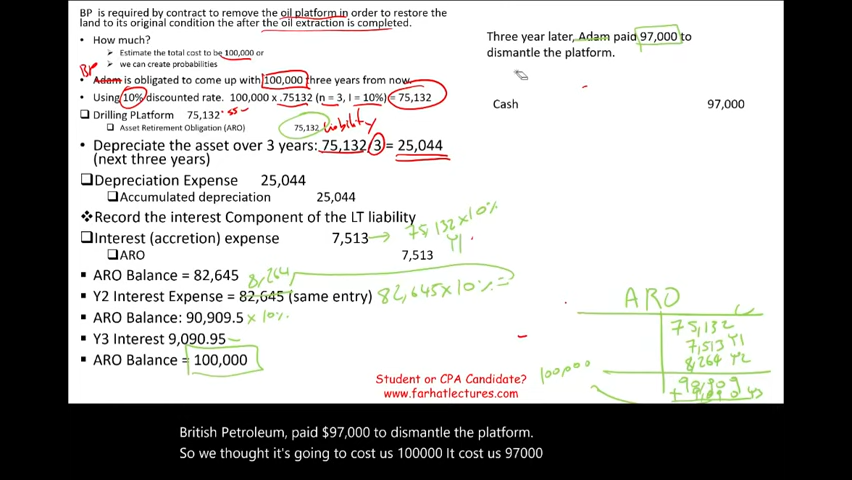 BP is required by contract to remove the oil platform in order to restore the
land to its original condition the after the oil extraction is completed.
• How much?
➢ Estimate the total cost to be 100,000 or
➢ we can create probabilities
BP
• Adam is obligated to come up with 100,000 three years from now.
• Using 10% discounted rate. 100,000 x .75132 (n = 3, I = 10%) = 75,132
❑ Drilling PLatform 75,132
❑ Asset Retirement Obligation (ARO) 75,132 liability
• Depreciate the asset over 3 years: 75,132/3 = 25,044
(next three years)
❑Depreciation Expense 25,044
❑Accumulated depreciation 25,044
❖Record the interest Component of the LT liability
❑Interest (accretion) expense 7,513 → 75,132 x 10%
Y1
❑ARO 7,513
▪ ARO Balance = 82,645
8,264
▪ Y2 Interest Expense = 82,645 (same entry) 82,645 x 10% =
▪ ARO Balance: 90,909.5 x 10%
▪ Y3 Interest 9,090.95
▪ ARO Balance = 100,000
Student or CPA Candidate?
www.farhatlectures.com
Three year later, Adam paid 97,000 to
dismantle the platform.
Cash 97,000
ARO
75,132
7,513 Y1
8,264 Y2
100,000
British Petroleum, paid $97,000 to dismantle the platform.
So we thought it's going to cost us 100000 It cost us 97000